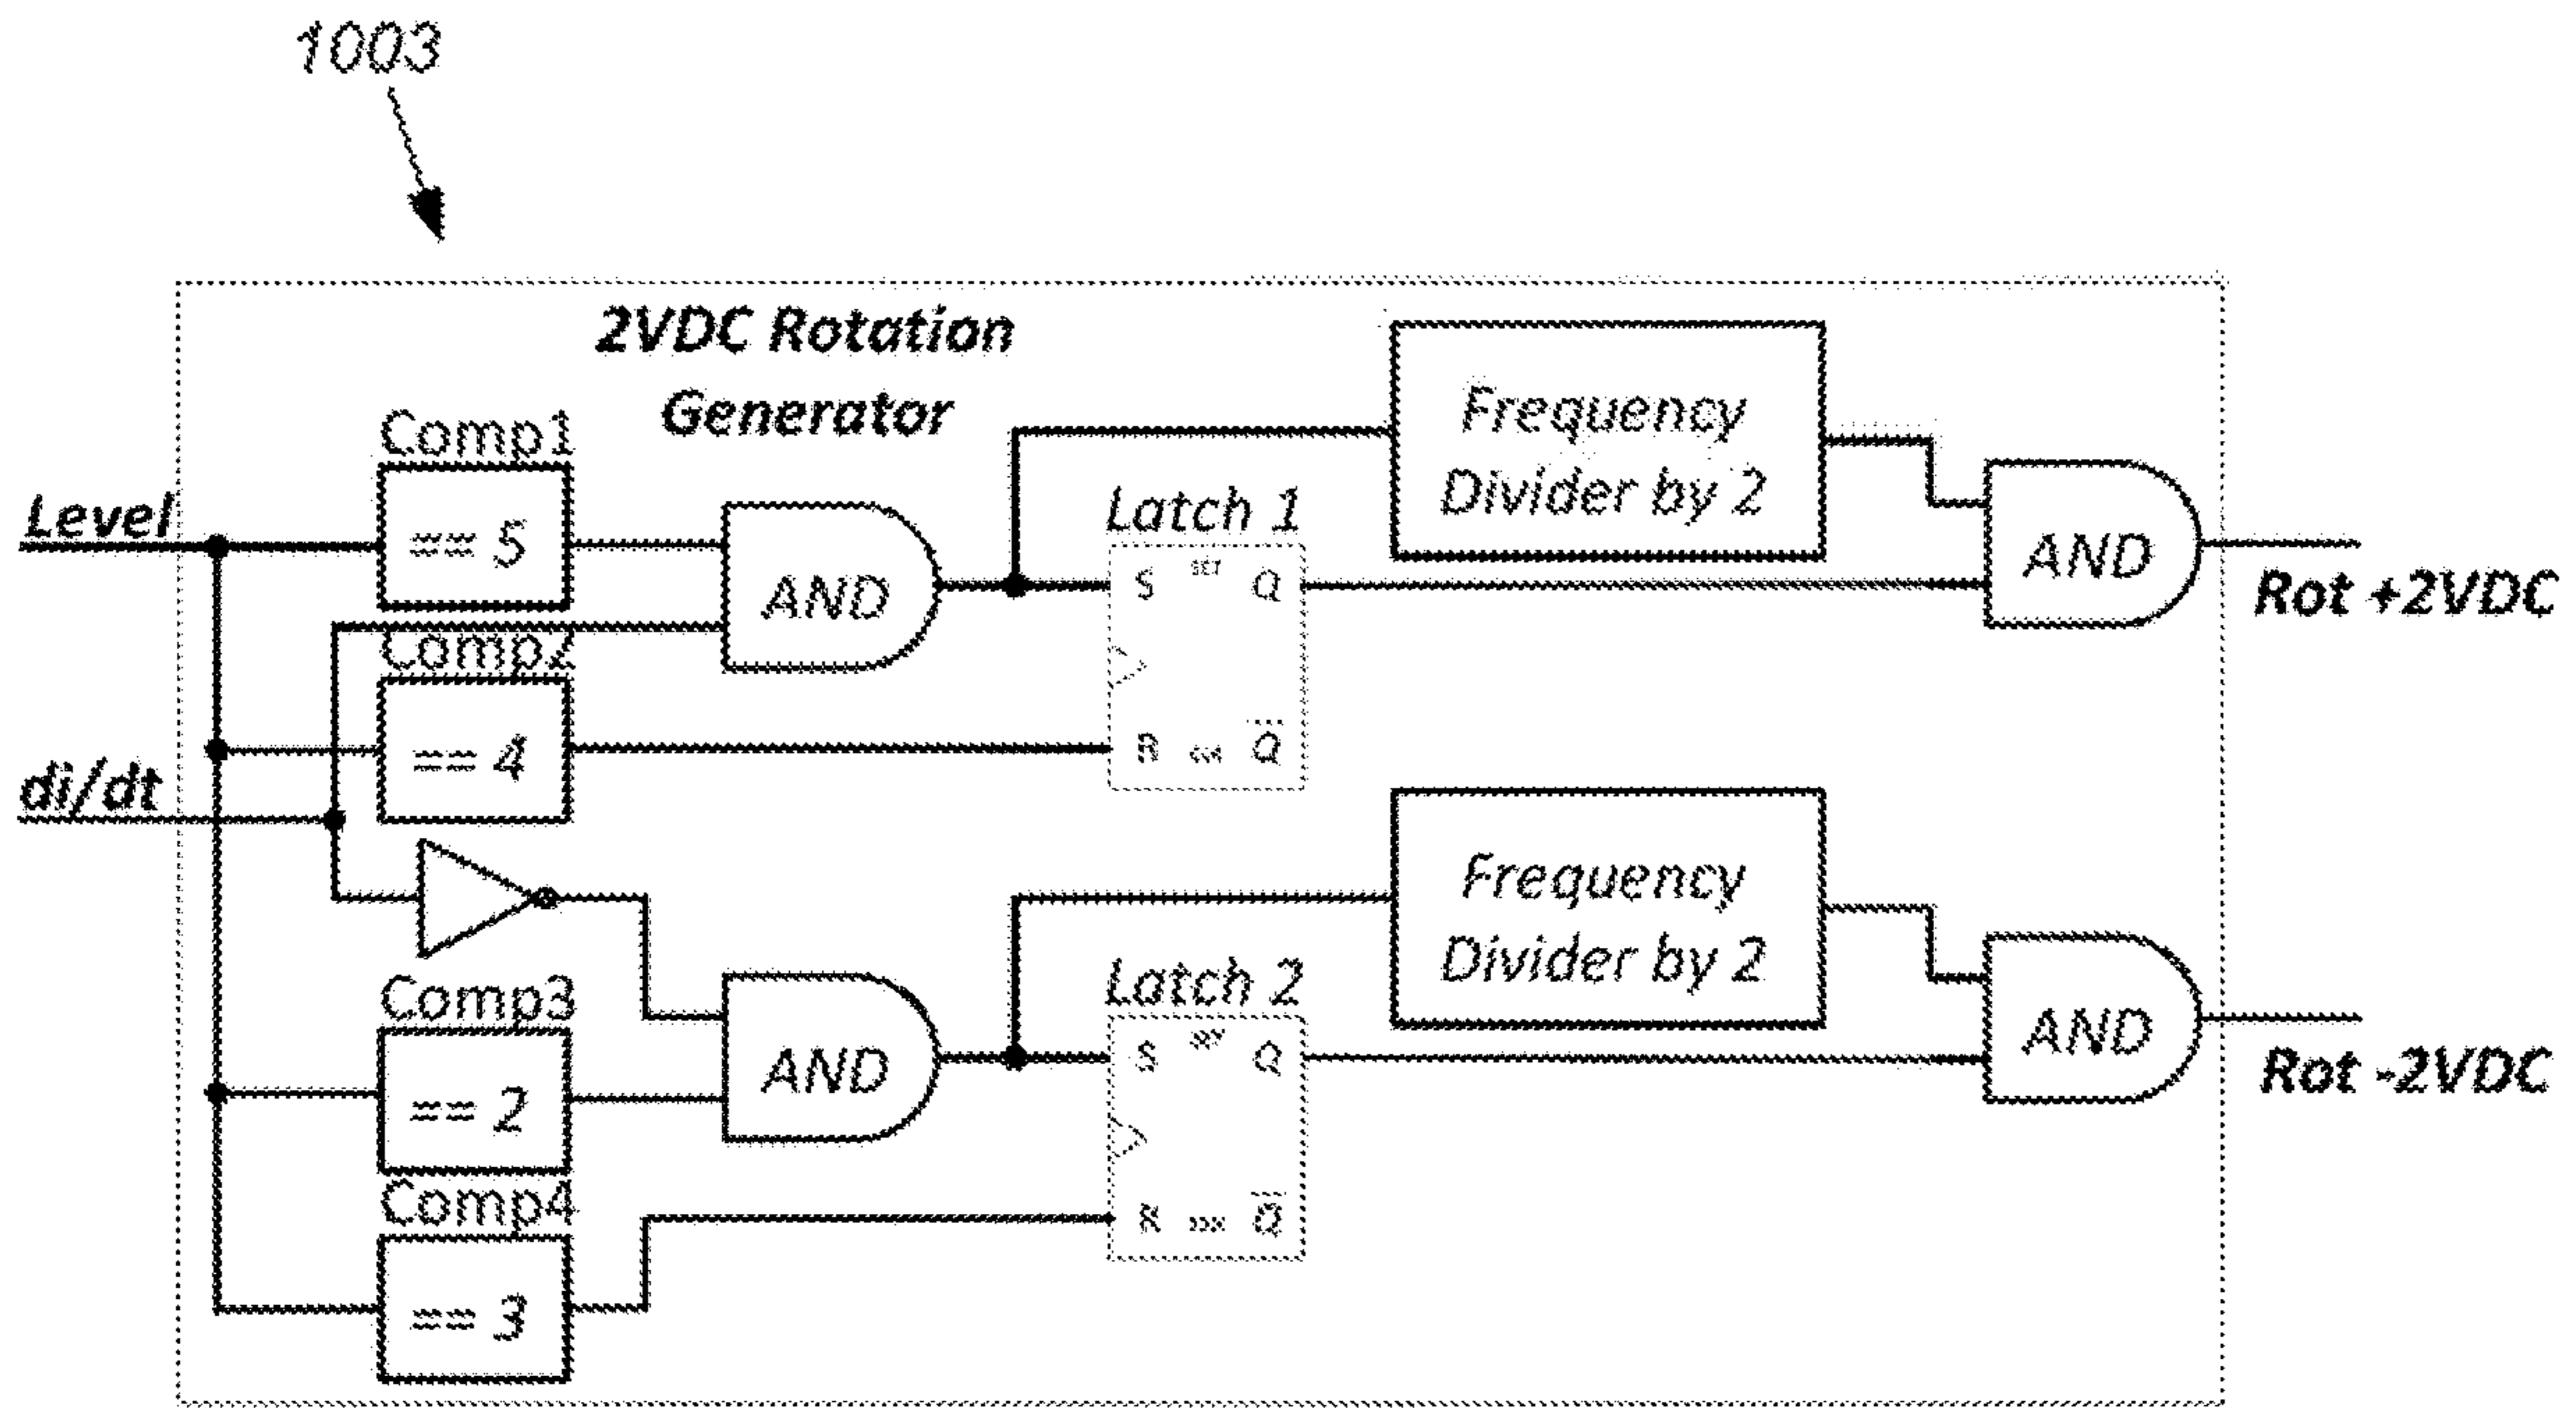 1003
2VDC Rotation
Generator
Comp1
== 5
Level
AND
Comp2
== 4
di/dt
Latch 1
S
SET
Q
R
Q
Frequency
Divider by 2
AND
Rot +2VDC
Comp3
== 2
AND
Comp4
== 3
Latch 2
S
Q
R
Q
Frequency
Divider by 2
AND
Rot -2VDC